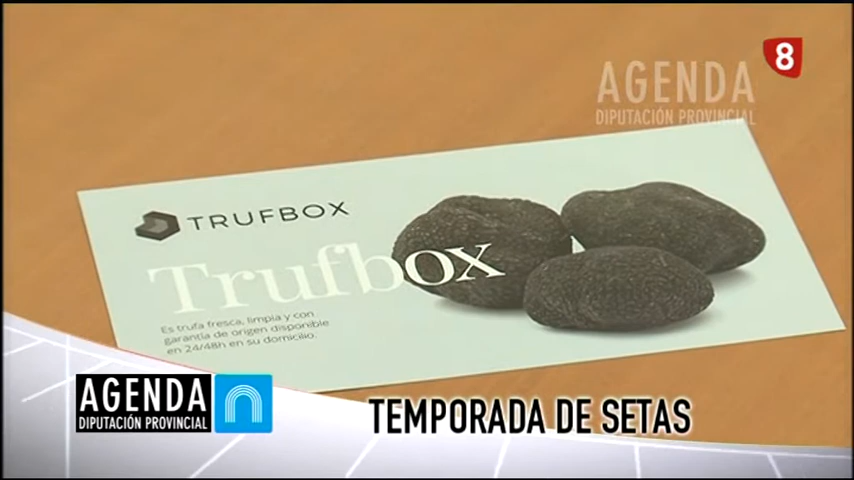 8
AGENDA
DIPUTACIÓN PROVINCIAL
TRUFBOX
Trufbox
Es trufa fresca, limpia y con
garantía de origen disponible
en 24/48h en su domicilio.
AGENDA
DIPUTACIÓN PROVINCIAL
TEMPORADA DE SETAS